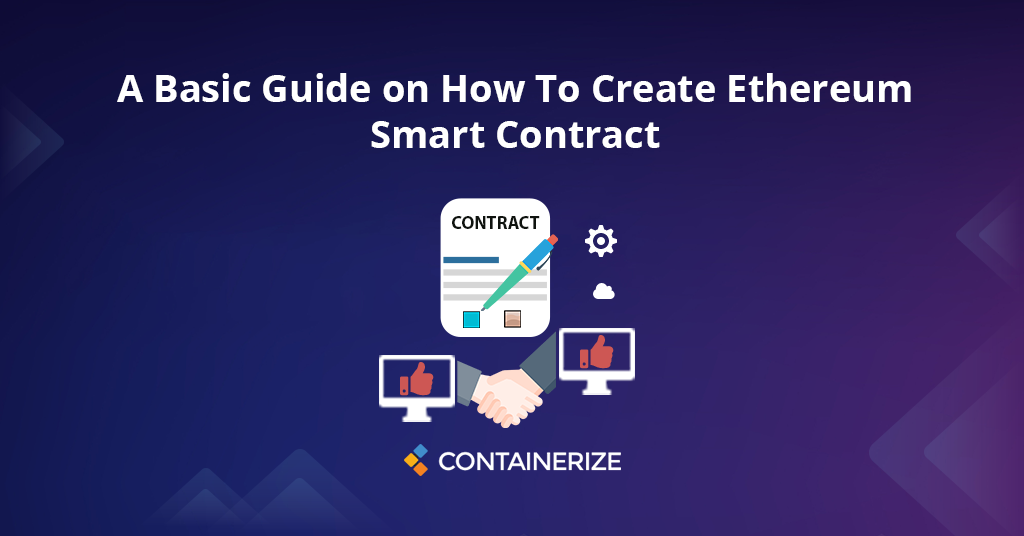 A Basic Guide on How To Create Ethereum
Smart Contract
CONTRACT
CONTAINERIZE